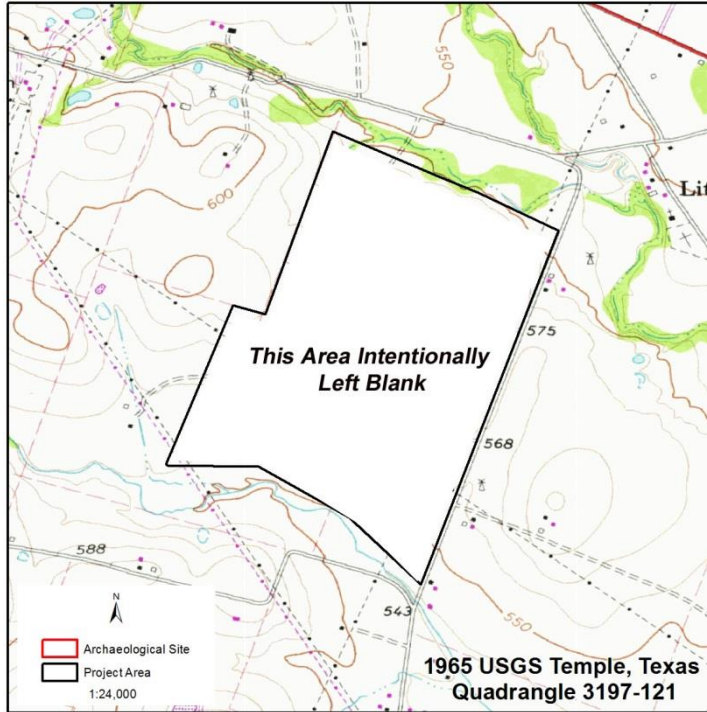 550
600
Lit
This Area Intentionally
Left Blank
575
568
588
543
550
N
Archaeological Site
Project Area
1:24,000
1965 USGS Temple, Texas
Quadrangle 3197-121